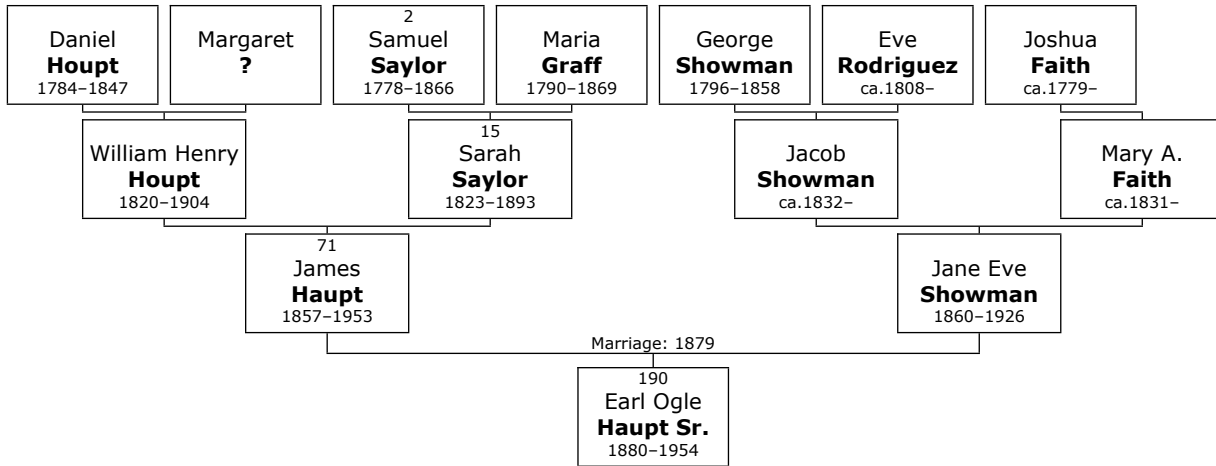 Daniel
Houpt
1784–1847
Margaret
?
2
Samuel
Saylor
1778–1866
Maria
Graff
1790–1869
George
Showman
1796–1858
Eve
Rodriguez
ca.1808–
Joshua
Faith
ca.1779–
William Henry
Houpt
1820–1904
15
Sarah
Saylor
1823–1893
Jacob
Showman
ca.1832–
Mary A.
Faith
ca.1831–
71
James
Haupt
1857–1953
Jane Eve
Showman
1860–1926
Marriage: 1879
190
Earl Ogle
Haupt Sr.
1880–1954